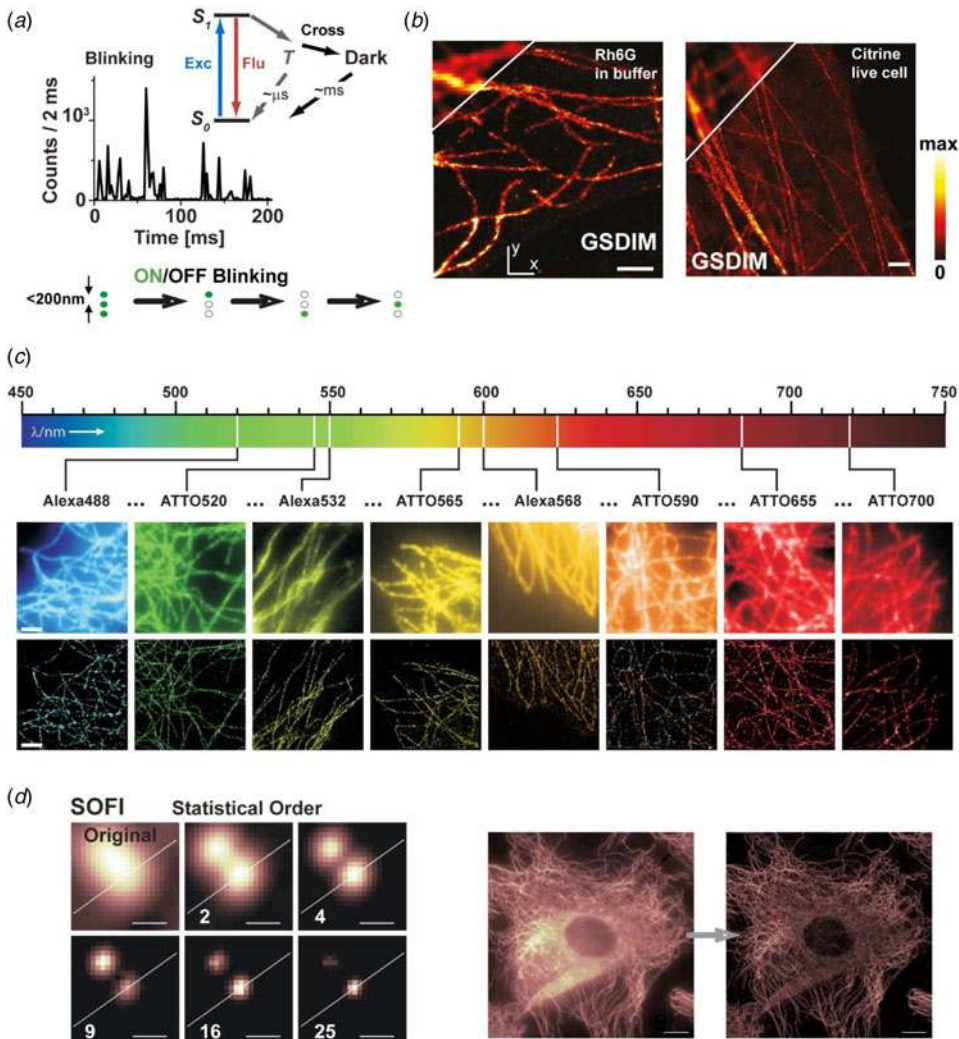 (a)
S1
Cross
Blinking
Exc
Flu
T
Dark
~μs
~ms
S0
Counts / 2 ms
10³
0
0
100
200
Time [ms]
ON/OFF Blinking
<200nm
(b)
Rh6G
in buffer
Citrine
live cell
y
x
GSDIM
GSDIM
max
0
(c)
450 500 550 600 650 700 750
λ/nm
Alexa488 ... ATTO520 ... Alexa532 ... ATTO565 ... Alexa568 ... ATTO590 ... ATTO655 ... ATTO700
(d)
SOFI Statistical Order
Original
2
4
9
16
25